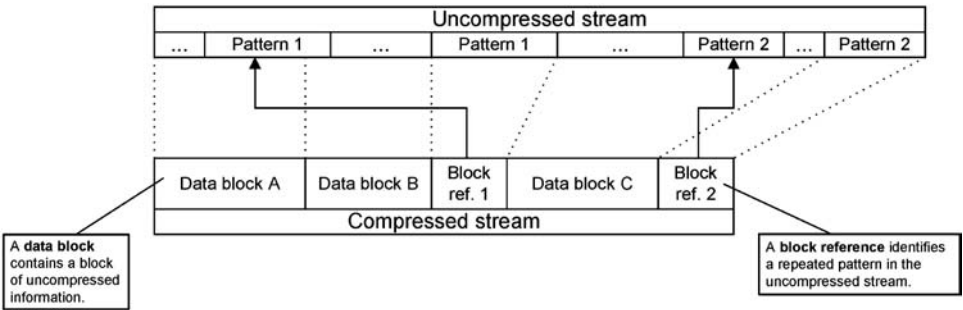 Uncompressed stream
... Pattern 1 ... Pattern 1 ... Pattern 2 ... Pattern 2
Data block A Data block B Block ref. 1 Data block C Block ref. 2
Compressed stream
A data block
contains a block
of uncompressed
information.
A block reference identifies
a repeated pattern in the
uncompressed stream.